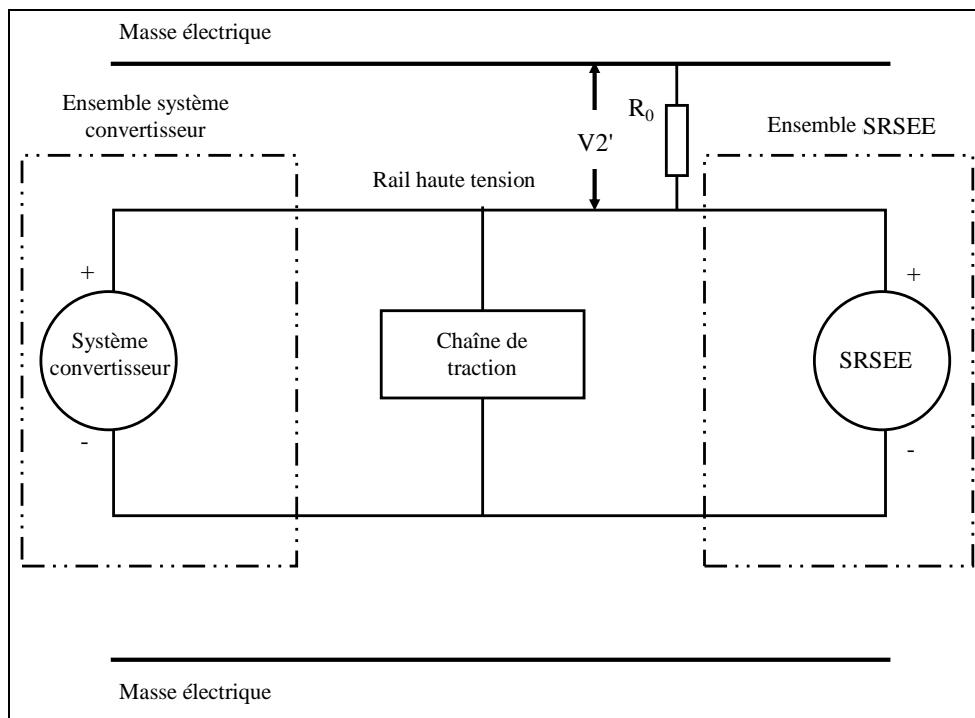 Masse électrique
Ensemble système
convertisseur
R0
V2'
Ensemble SRSEE
Rail haute tension
+
+
Système
convertisseur
Chaîne de
traction
SRSEE
-
-
Masse électrique